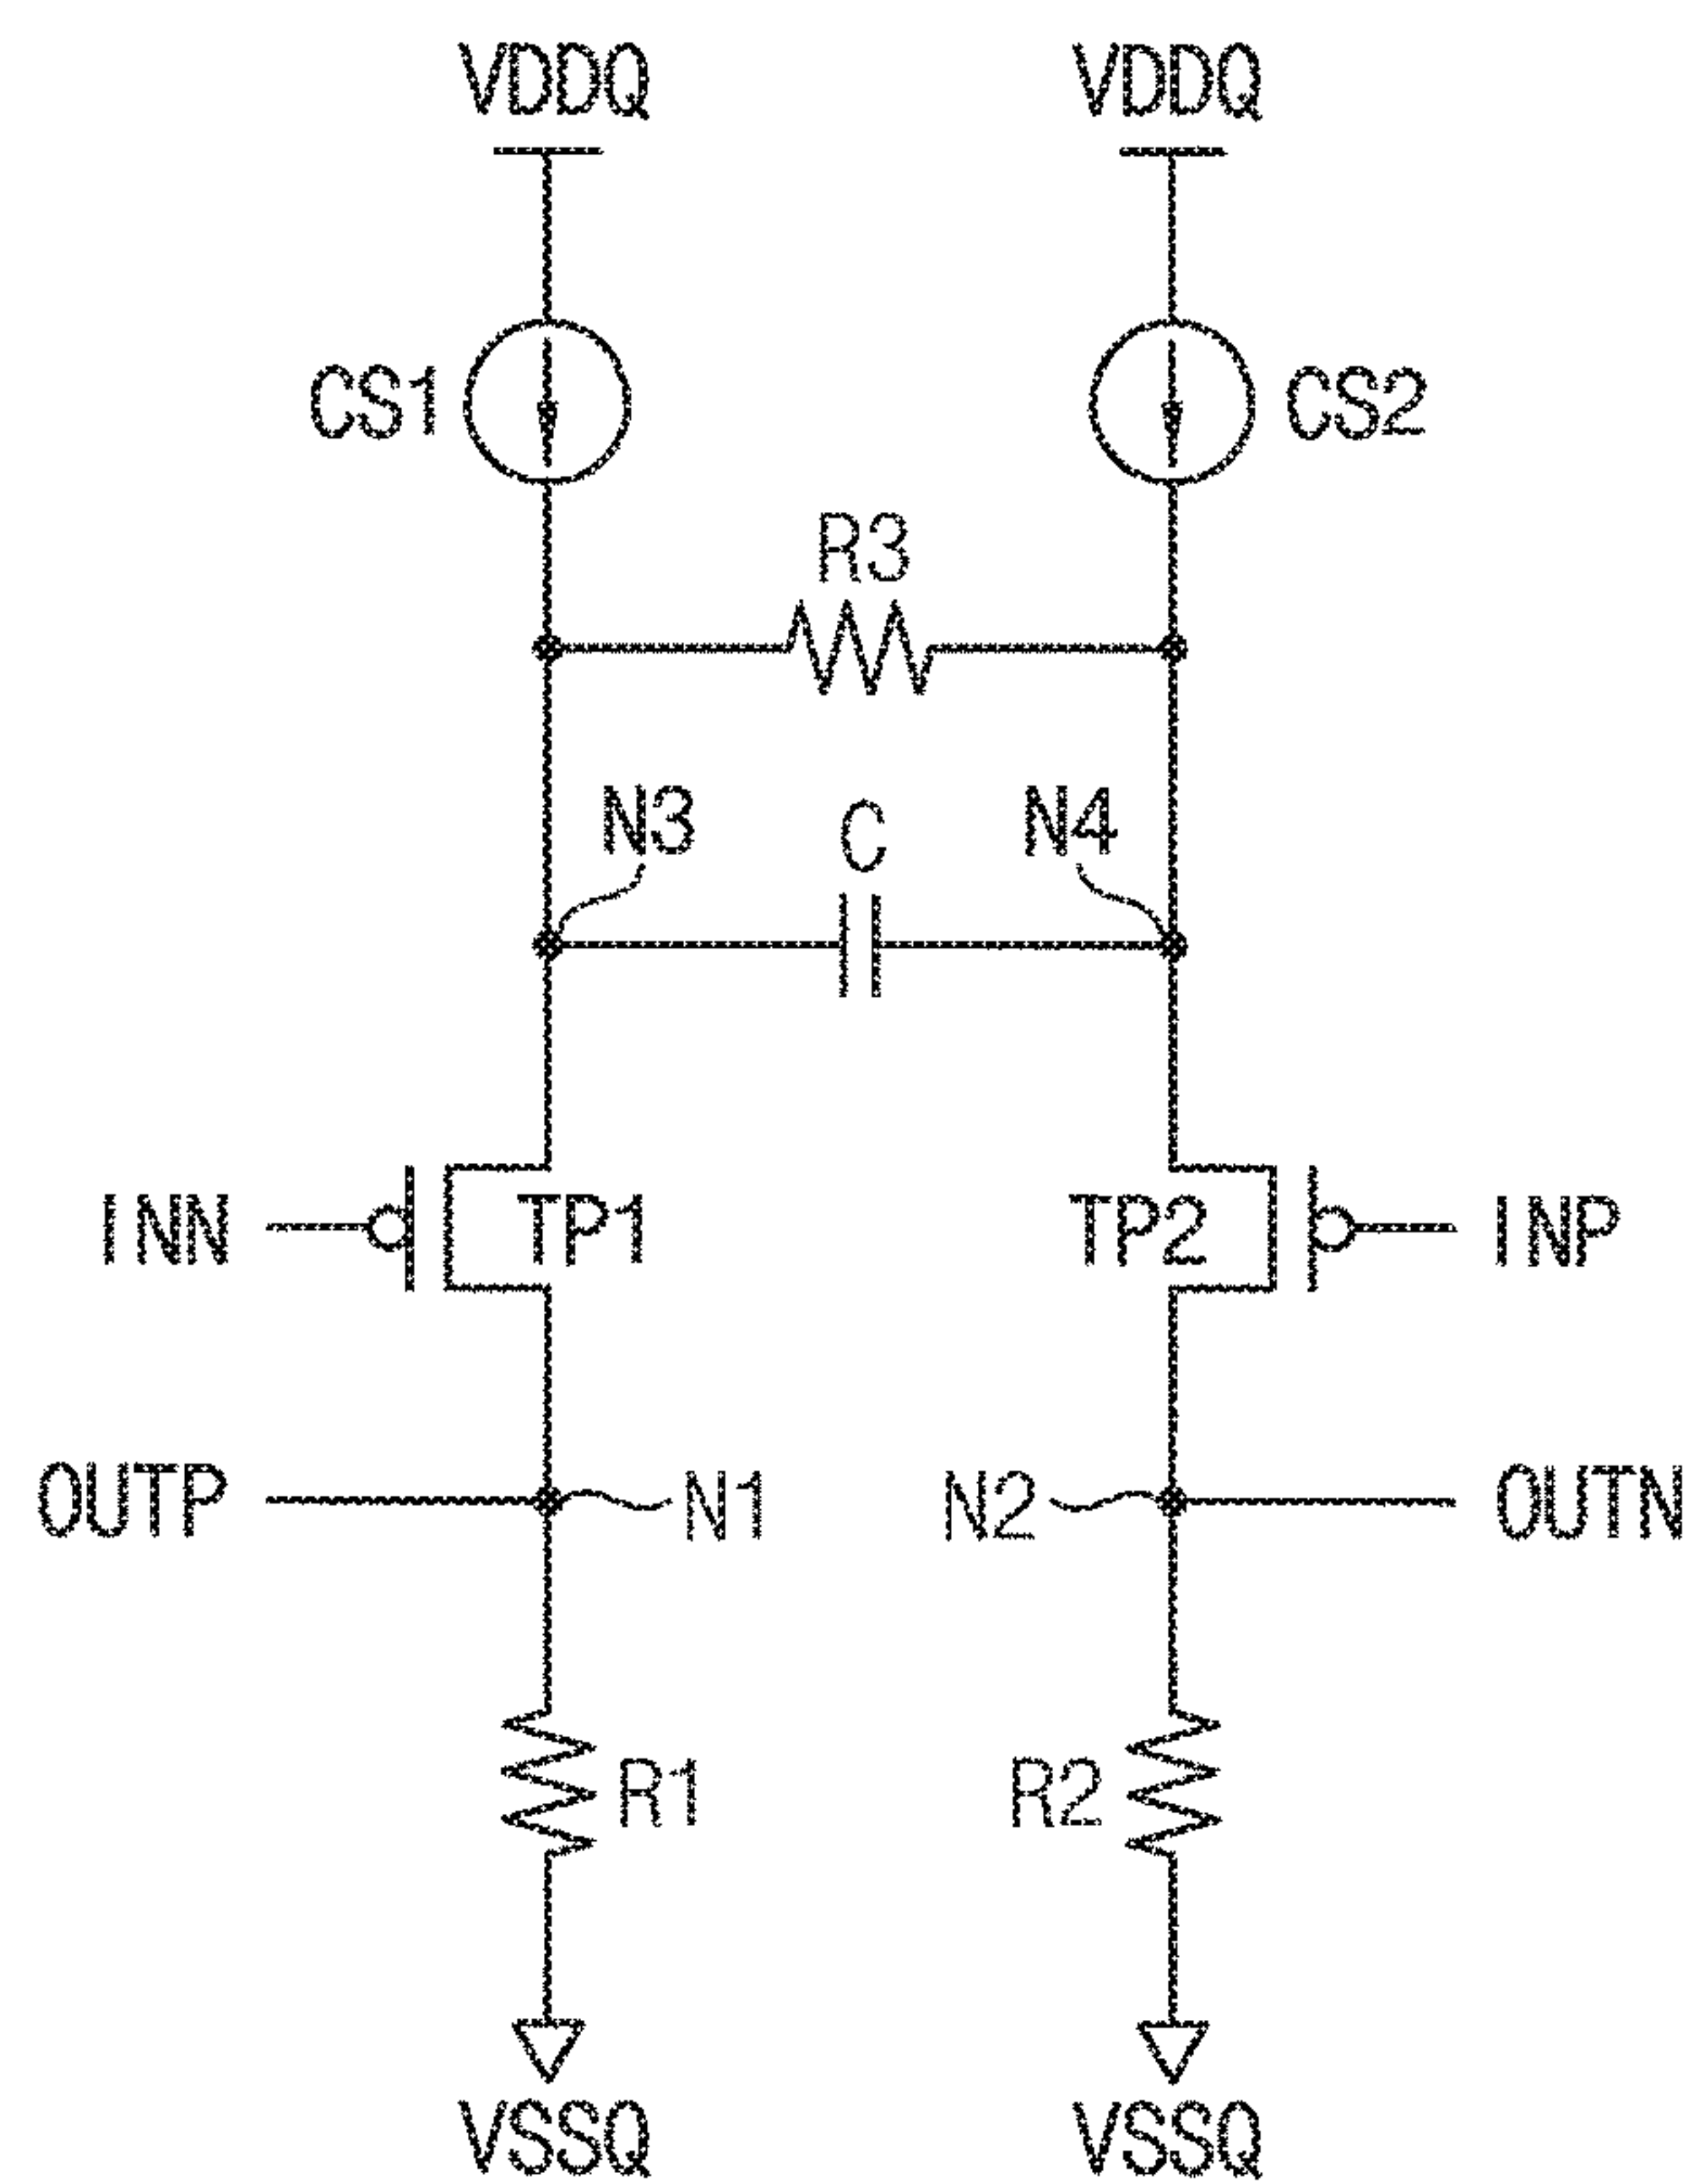 VDDQ VDDQ
CS1 CS2
R3
N3 C N4
INN TP1 TP2 INP
OUTP N1 N2 OUTN
R1 R2
VSSQ VSSQ